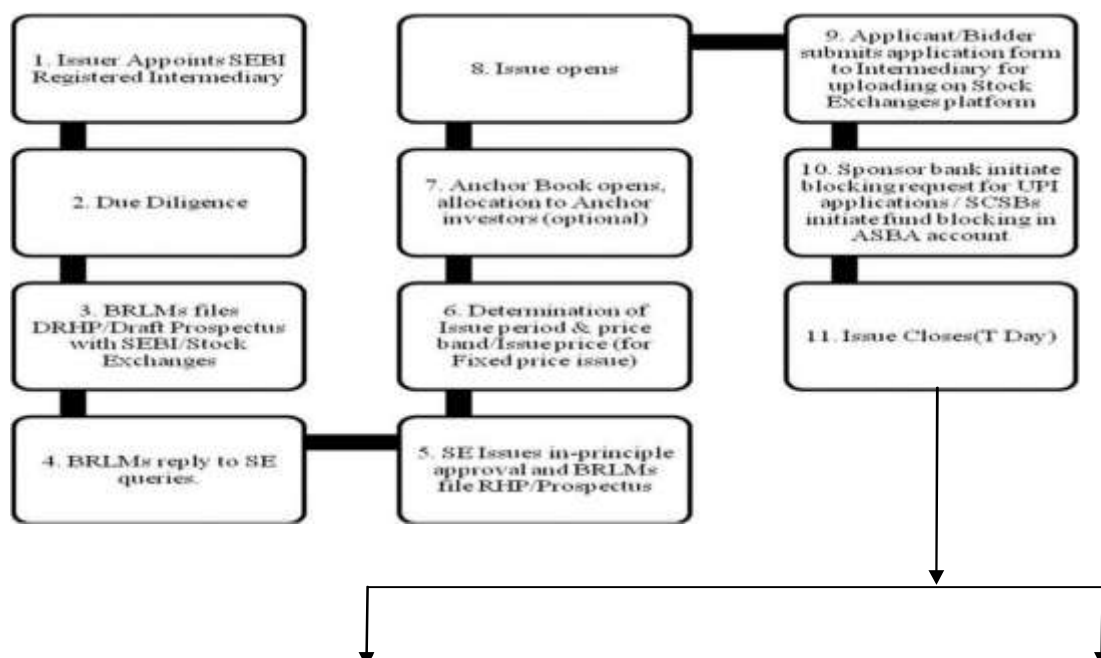 1. Issuer Appoints SEBI
Registered Intermediary
2. Due Diligence
3. BRLMs files
DRHP/Draft Prospectus
with SEBI/Stock
Exchanges
4. BRLMs reply to SE
queries.
5. SE Issues in-principle
approval and BRLMs
file RHP/Prospectus
6. Determination of
Issue period & price
band/Issue price (for
Fixed price issue)
7. Anchor Book opens,
allocation to Anchor
investors (optional)
8. Issue opens
9. Applicant/Bidder
submits application form
to Intermediary for
uploading on Stock
Exchanges platform
10. Sponsor bank initiate
blocking request for UPI
applications / SCSBs
initiate fund blocking in
ASBA account
11. Issue Closes(T Day)